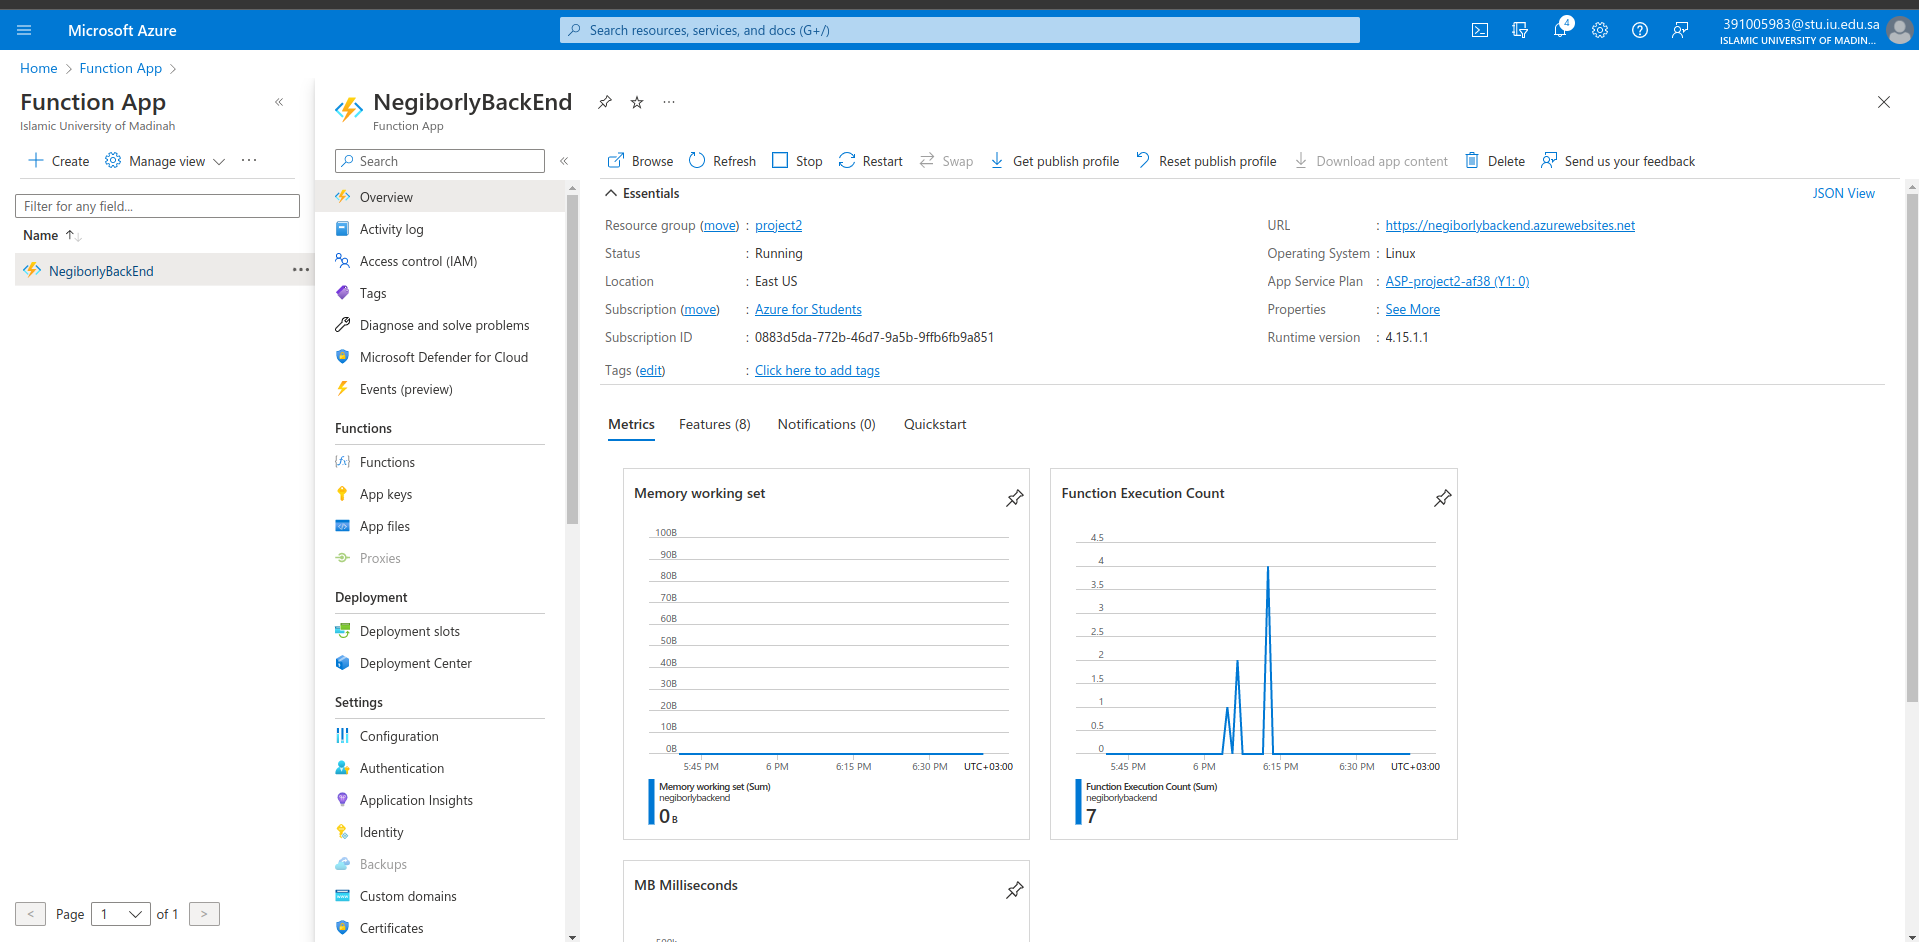 Microsoft Azure
Search resources, services, and docs (G+/)
4
391005983@stu.iu.edu.sa
ISLAMIC UNIVERSITY OF MADIN...
Home > Function App >
Function App
Islamic University of Madinah
Create
Manage view
Filter for any field...
Name
NegiborlyBackEnd
< Page 1 of 1 >
NegiborlyBackEnd
Function App
Search
Overview
Activity log
Access control (IAM)
Tags
Diagnose and solve problems
Microsoft Defender for Cloud
Events (preview)
Functions
Functions
App keys
App files
Proxies
Deployment
Deployment slots
Deployment Center
Settings
Configuration
Authentication
Application Insights
Identity
Backups
Custom domains
Certificates
Browse Refresh Stop Restart Swap Get publish profile Reset publish profile Download app content Delete Send us your feedback
Essentials
JSON View
Resource group (move) : project2
Status : Running
Location : East US
Subscription (move) : Azure for Students
Subscription ID : 0883d5da-772b-46d7-9a5b-9ffb6fb9a851
Tags (edit) : Click here to add tags
URL : https://negiborlybackend.azurewebsites.net
Operating System : Linux
App Service Plan : ASP-project2-af38 (Y1: 0)
Properties : See More
Runtime version : 4.15.1.1
Metrics Features (8) Notifications (0) Quickstart
Memory working set
100B
90B
80B
70B
60B
50B
40B
30B
20B
10B
0B
5:45 PM 6 PM 6:15 PM 6:30 PM UTC+03:00
Memory working set (Sum)
negiborlybackend
0 B
Function Execution Count
4.5
4
3.5
3
2.5
2
1.5
1
0.5
0
5:45 PM 6 PM 6:15 PM 6:30 PM UTC+03:00
Function Execution Count (Sum)
negiborlybackend
7
MB Milliseconds